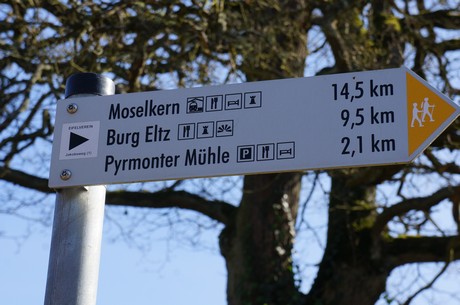 Moselkern 14,5 km
Burg Eltz 9,5 km
Pyrmonter Mühle P 2,1 km